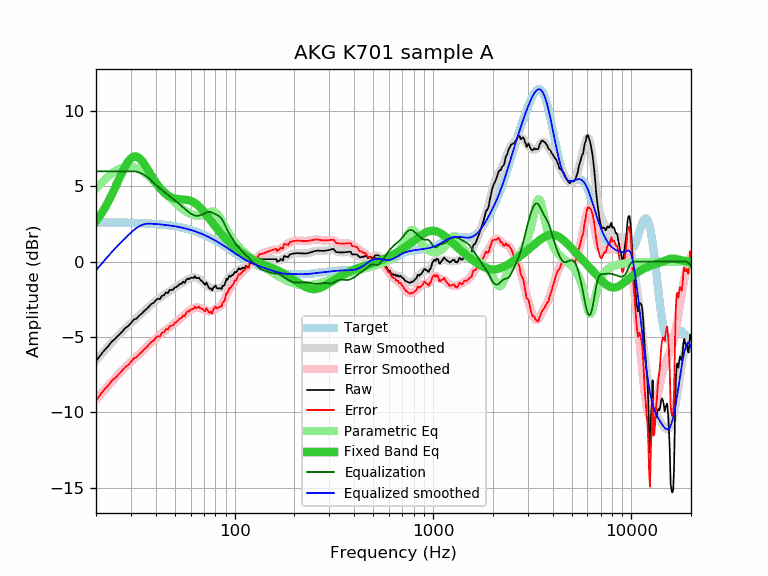 AKG K701 sample A
Amplitude (dBr)
10
5
0
−5
−10
−15
Target
Raw Smoothed
Error Smoothed
Raw
Error
Parametric Eq
Fixed Band Eq
Equalization
Equalized smoothed
100 1000 10000
Frequency (Hz)